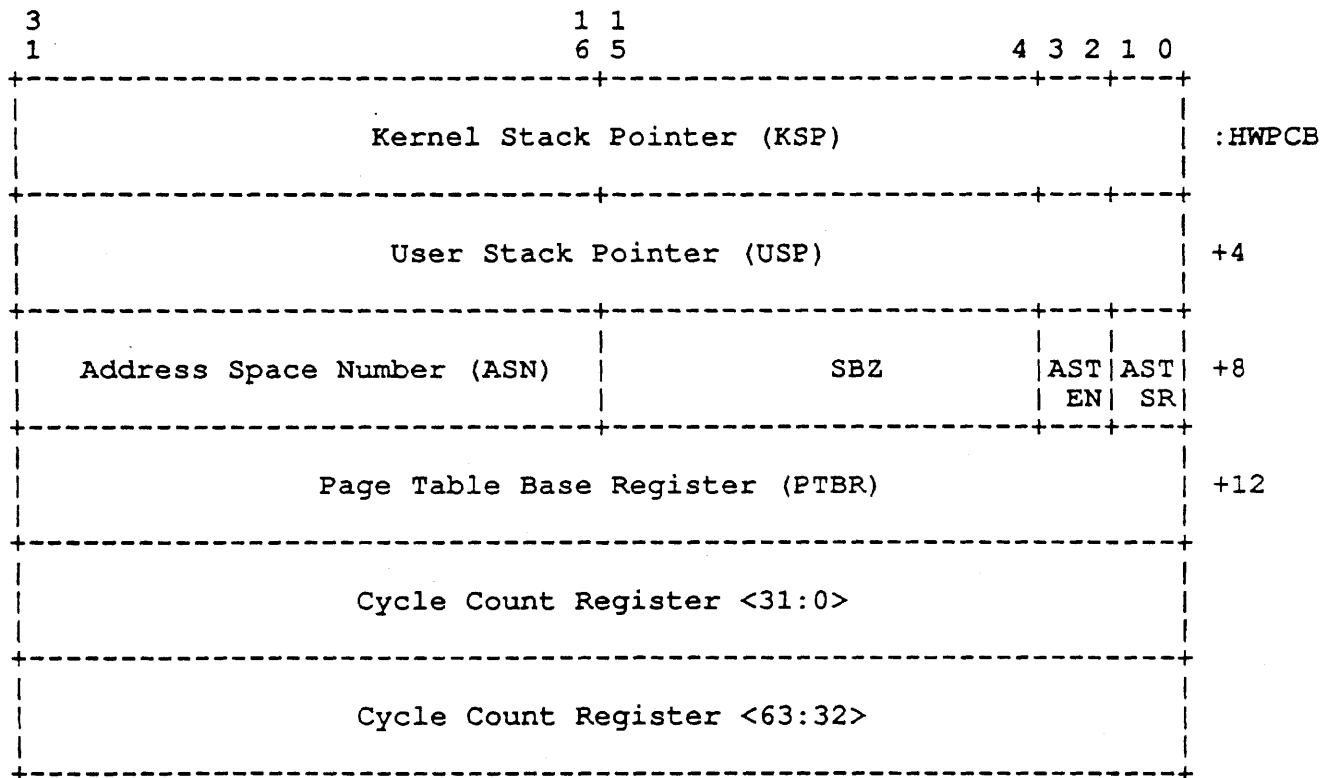 3 1 1
1 6 5 4 3 2 1 0
Kernel Stack Pointer (KSP) :HWPCB
User Stack Pointer (USP) +4
Address Space Number (ASN) SBZ AST AST +8
EN SR
Page Table Base Register (PTBR) +12
Cycle Count Register <31:0>
Cycle Count Register <63:32>